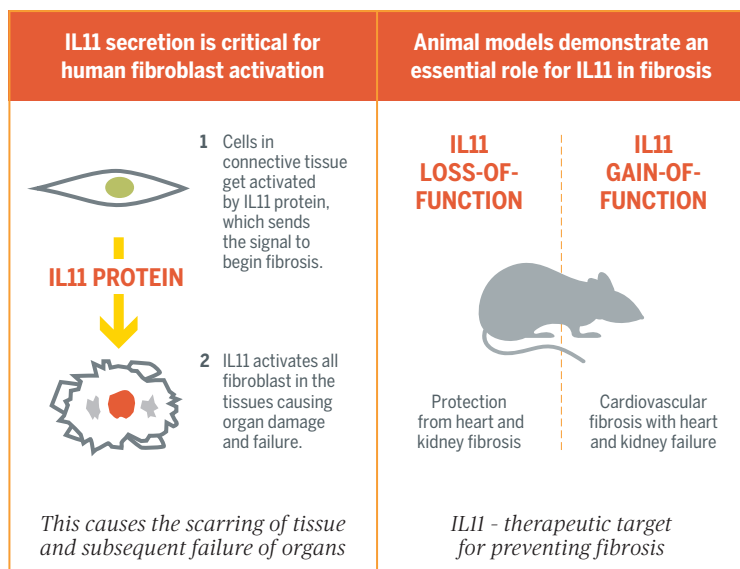 IL11 secretion is critical for
human fibroblast activation
1 Cells in
connective tissue
get activated
by IL11 protein,
which sends
the signal to
begin fibrosis.
IL11 PROTEIN
2 IL11 activates all
fibroblast in the
tissues causing
organ damage
and failure.
This causes the scarring of tissue
and subsequent failure of organs
Animal models demonstrate an
essential role for IL11 in fibrosis
IL11
LOSS-OF-
FUNCTION
IL11
GAIN-OF-
FUNCTION
Protection
from heart and
kidney fibrosis
Cardiovascular
fibrosis with heart
and kidney failure
IL11 - therapeutic target
for preventing fibrosis